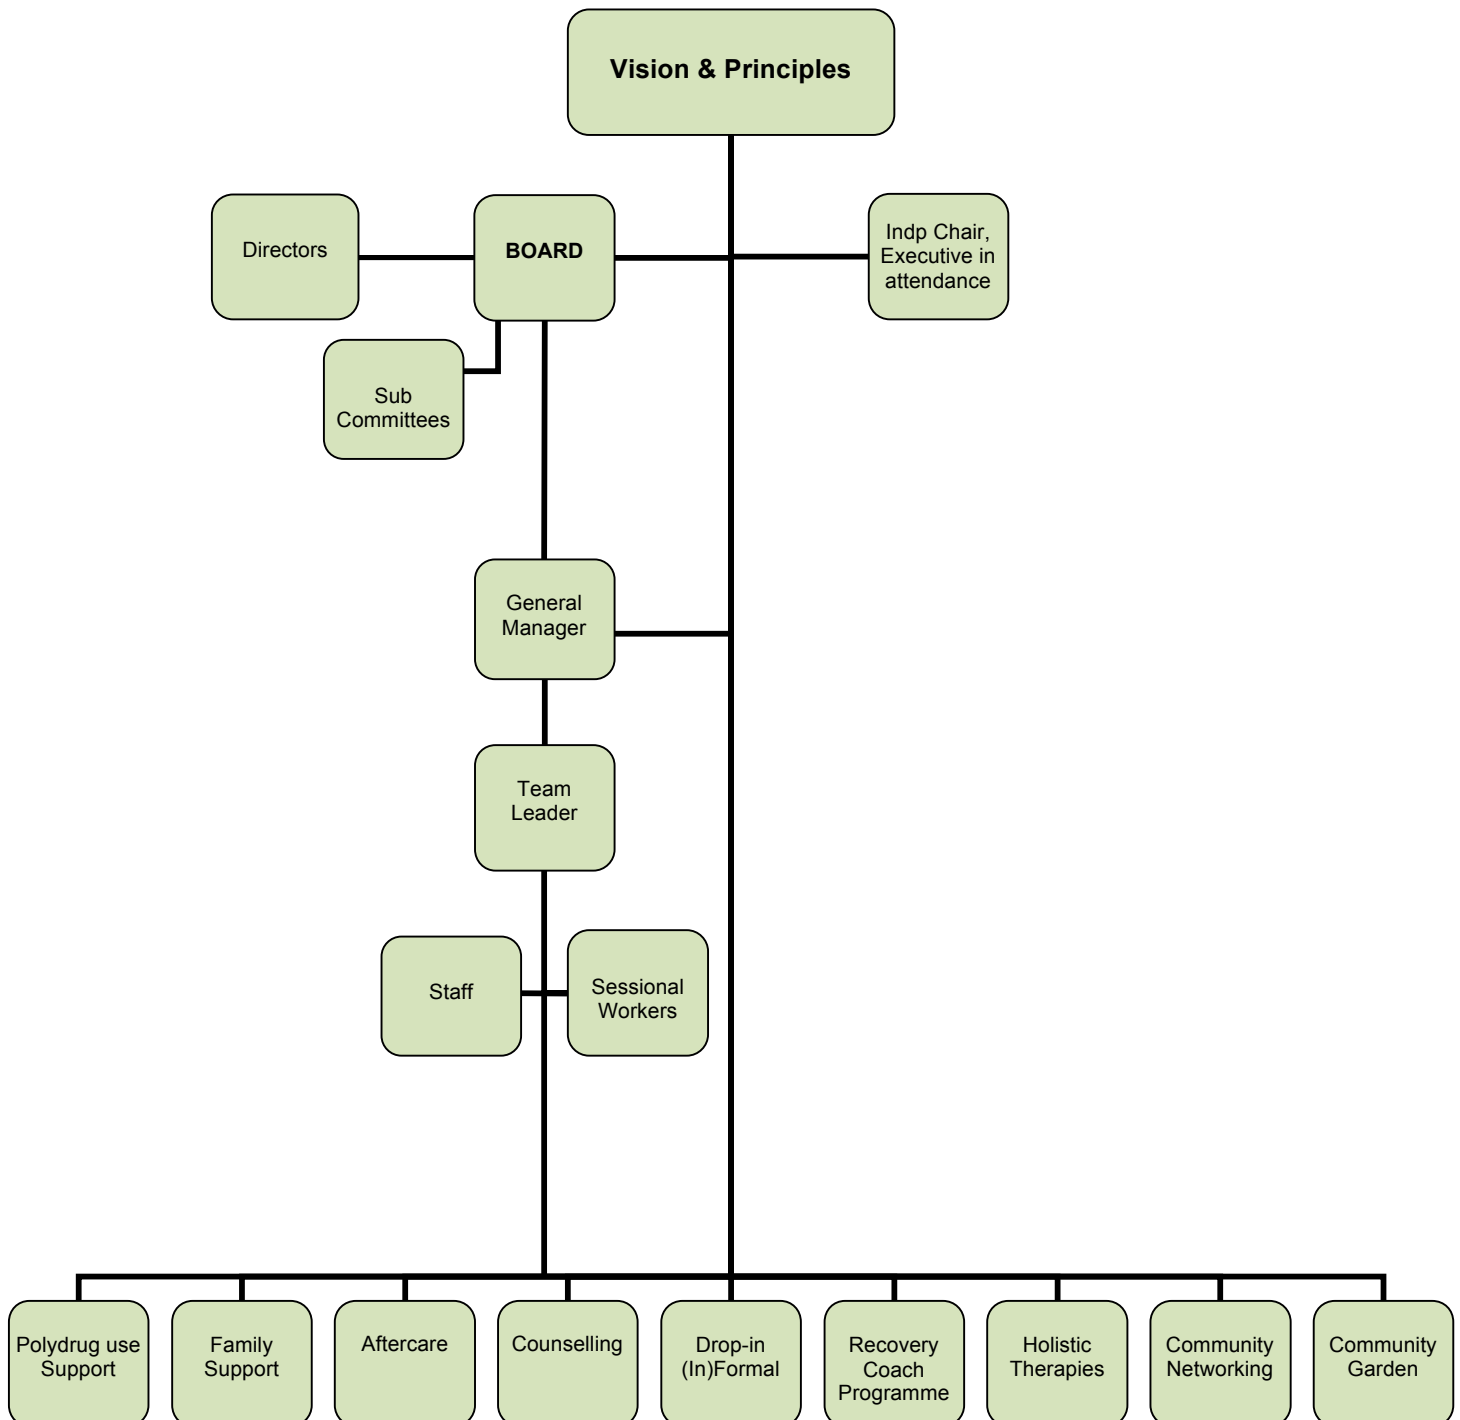 Vision & Principles
Directors
BOARD
Indp Chair,
Executive in
attendance
Sub
Committees
General
Manager
Team
Leader
Staff
Sessional
Workers
Polydrug use
Support
Family
Support
Aftercare
Counselling
Drop-in
(In)Formal
Recovery
Coach
Programme
Holistic
Therapies
Community
Networking
Community
Garden